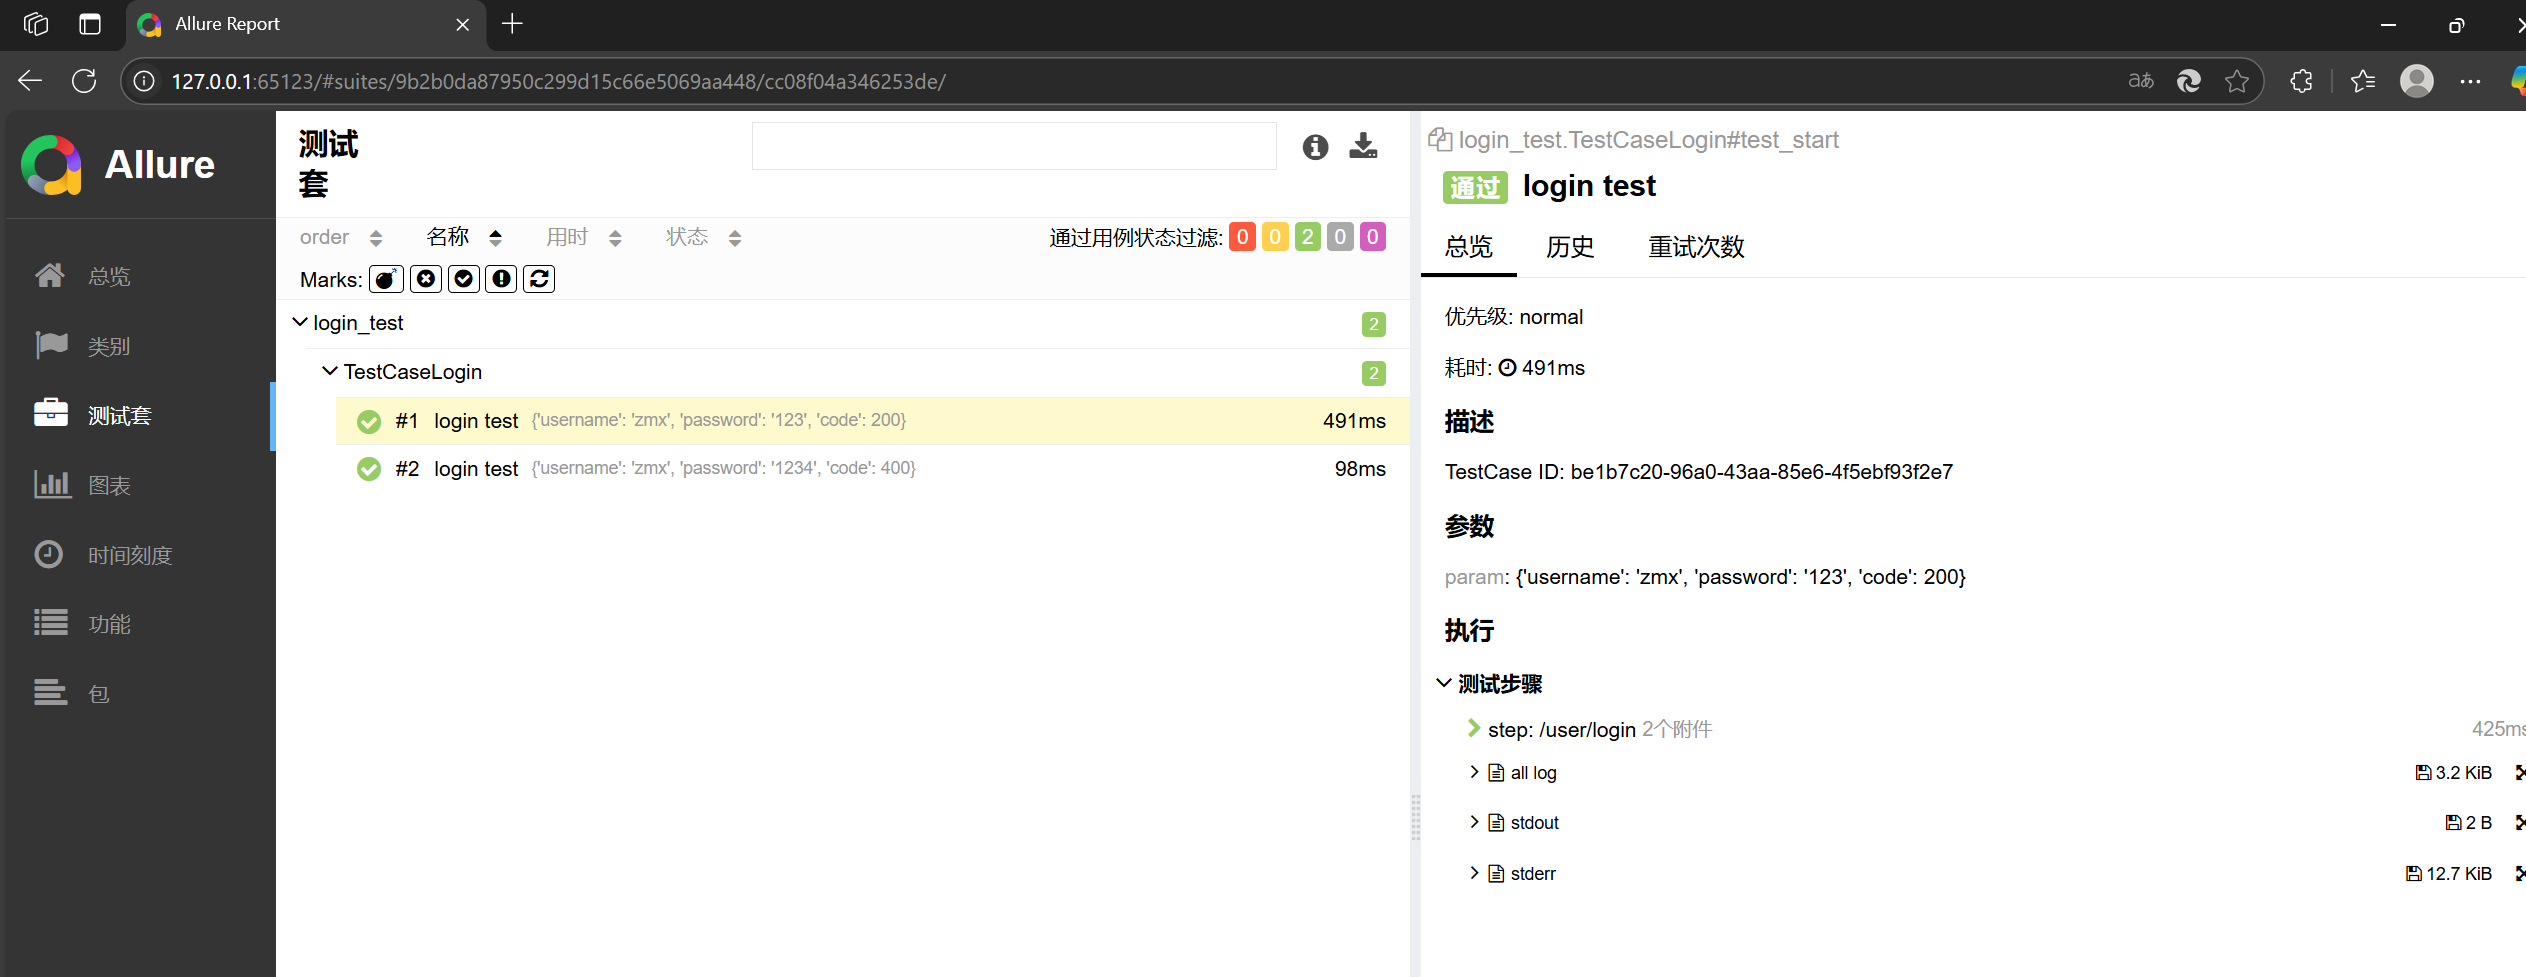 Allure Report
127.0.0.1:65123/#suites/9b2b0da87950c299d15c66e5069aa448/cc08f04a346253de/
aあ
Allure
总览
类别
测试套
图表
时间刻度
功能
包
测试
套
order 名称 用时 状态 通过用例状态过滤: 0 0 2 0 0
Marks:
login_test 2
TestCaseLogin 2
#1 login test {'username': 'zmx', 'password': '123', 'code': 200} 491ms
#2 login test {'username': 'zmx', 'password': '1234', 'code': 400} 98ms
login_test.TestCaseLogin#test_start
通过 login test
总览 历史 重试次数
优先级: normal
耗时: 491ms
描述
TestCase ID: be1b7c20-96a0-43aa-85e6-4f5ebf93f2e7
参数
param: {'username': 'zmx', 'password': '123', 'code': 200}
执行
测试步骤
step: /user/login 2个附件 425ms
all log 3.2 KiB
stdout 2 B
stderr 12.7 KiB